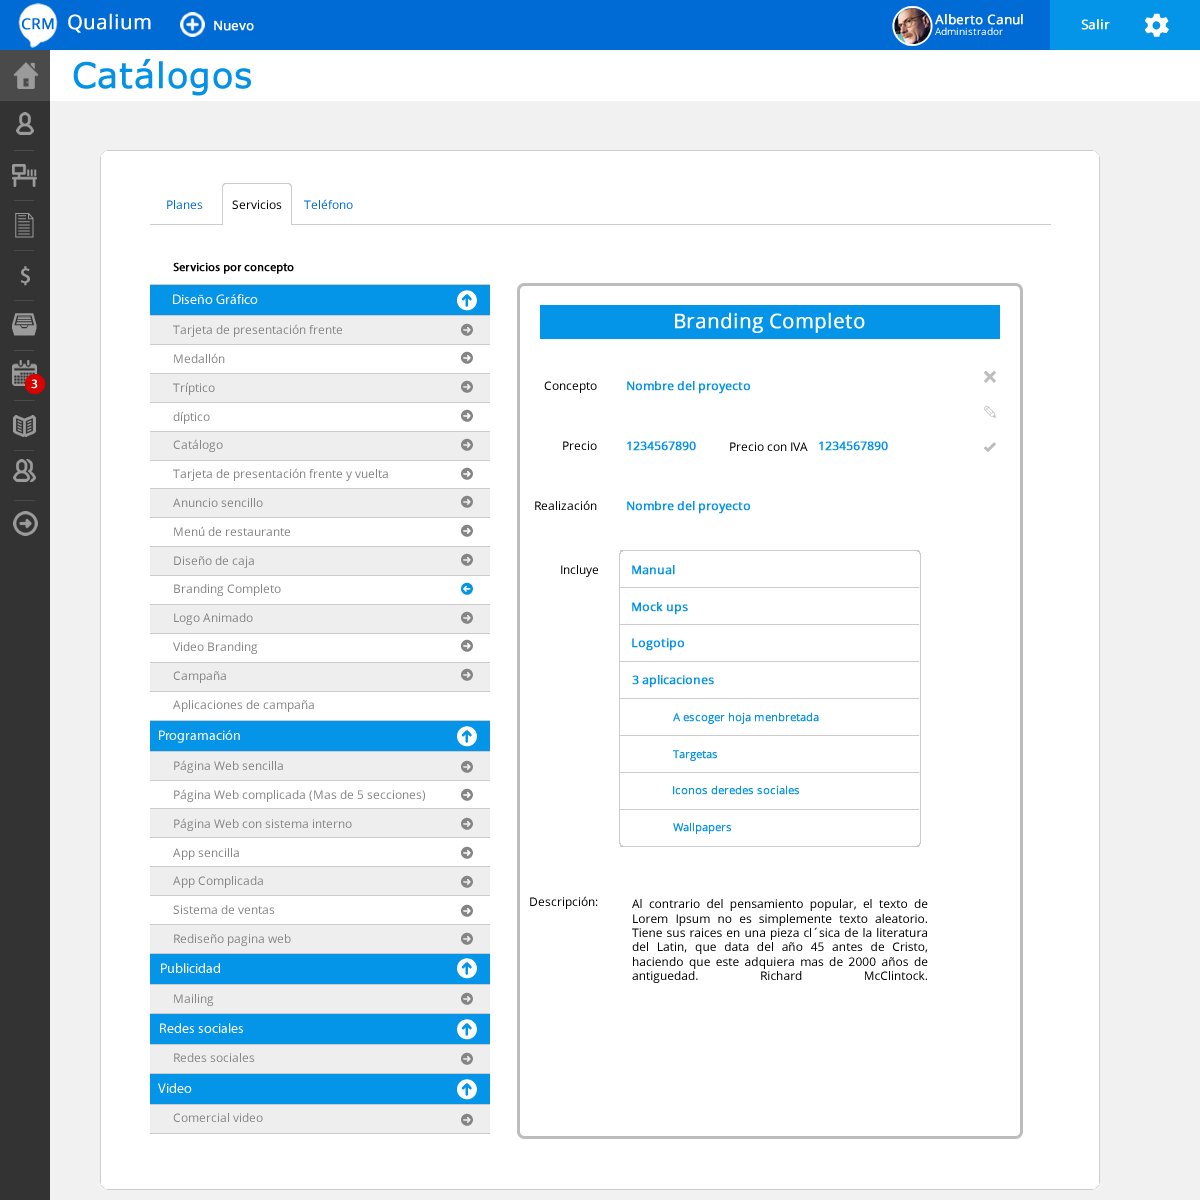 CRM Qualium
Nuevo
Alberto Canul
Administrador
Salir
Catálogos
3
Planes
Servicios
Teléfono
Servicios por concepto
Diseño Gráfico
Tarjeta de presentación frente
Medallón
Tríptico
díptico
Catálogo
Tarjeta de presentación frente y vuelta
Anuncio sencillo
Menú de restaurante
Diseño de caja
Branding Completo
Logo Animado
Video Branding
Campaña
Aplicaciones de campaña
Programación
Página Web sencilla
Página Web complicada (Mas de 5 secciones)
Página Web con sistema interno
App sencilla
App Complicada
Sistema de ventas
Rediseño pagina web
Publicidad
Mailing
Redes sociales
Redes sociales
Video
Comercial video
Branding Completo
Concepto Nombre del proyecto
Precio 1234567890 Precio con IVA 1234567890
Realización Nombre del proyecto
Incluye Manual
Mock ups
Logotipo
3 aplicaciones
A escoger hoja menbretada
Targetas
Iconos deredes sociales
Wallpapers
Descripción: Al contrario del pensamiento popular, el texto de
Lorem Ipsum no es simplemente texto aleatorio.
Tiene sus raices en una pieza cl´sica de la literatura
del Latin, que data del año 45 antes de Cristo,
haciendo que este adquiera mas de 2000 años de
antiguedad. Richard McClintock.